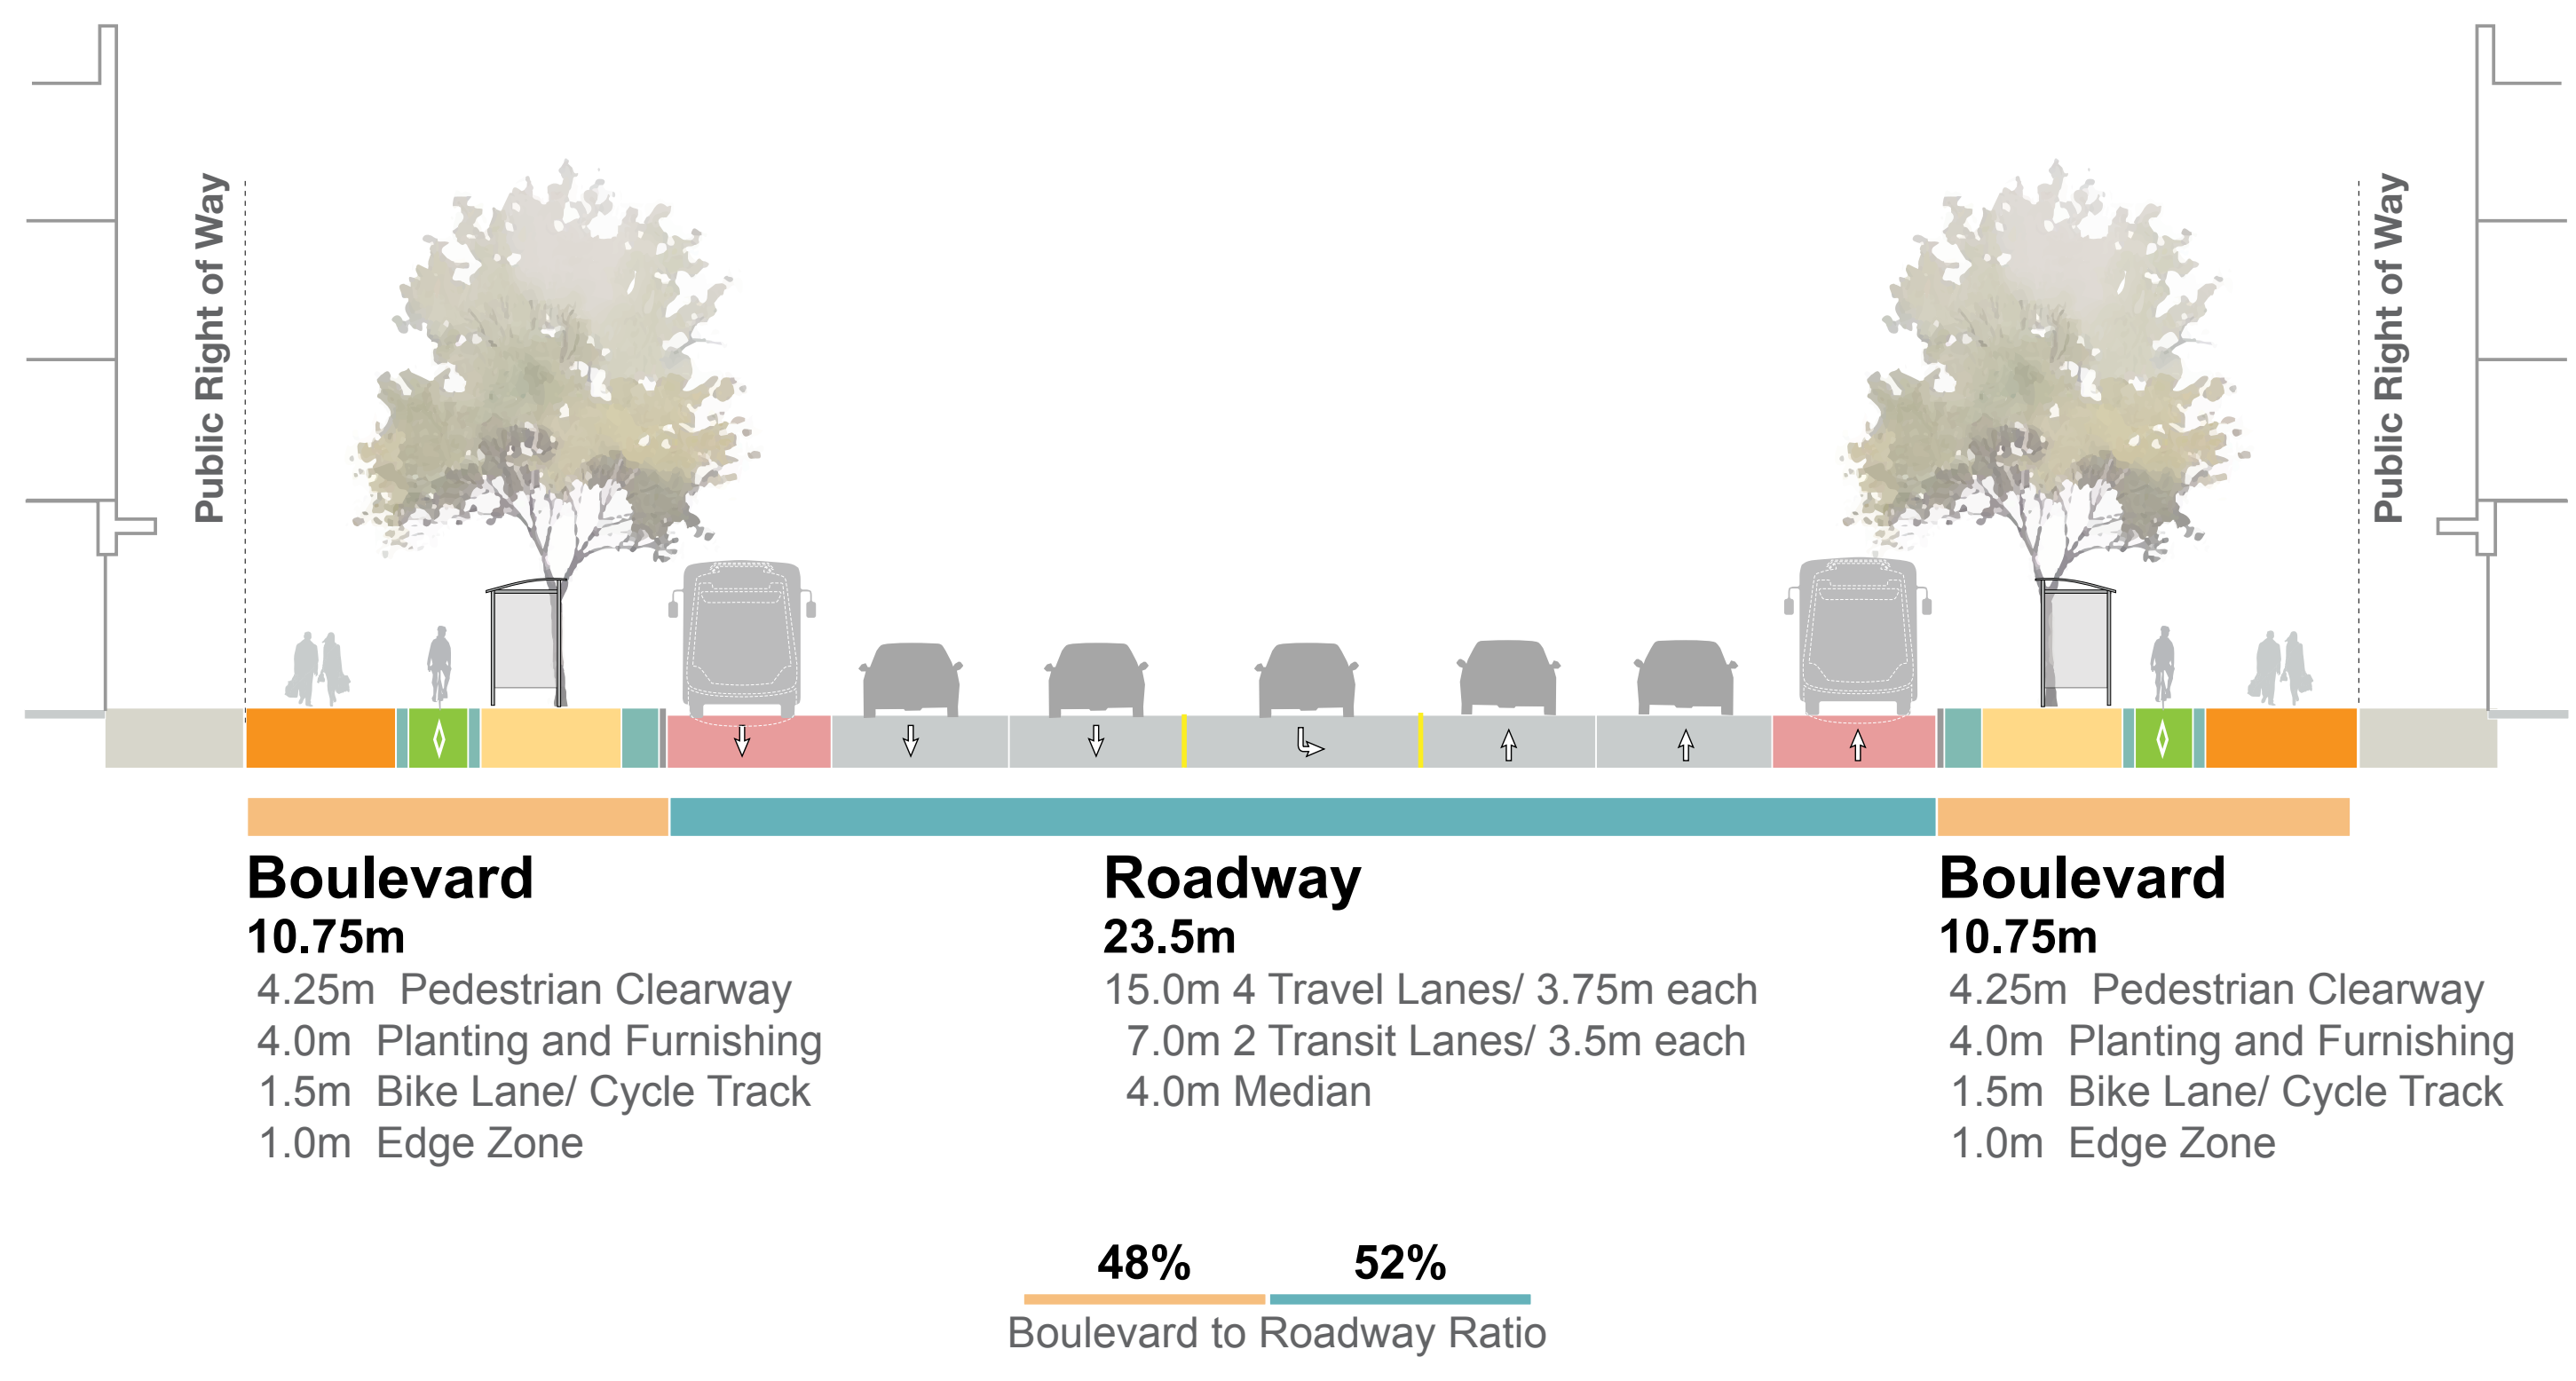 Public Right of Way
Public Right of Way
Boulevard
10.75m
4.25m Pedestrian Clearway
4.0m Planting and Furnishing
1.5m Bike Lane/ Cycle Track
1.0m Edge Zone
Roadway
23.5m
15.0m 4 Travel Lanes/ 3.75m each
7.0m 2 Transit Lanes/ 3.5m each
4.0m Median
Boulevard
10.75m
4.25m Pedestrian Clearway
4.0m Planting and Furnishing
1.5m Bike Lane/ Cycle Track
1.0m Edge Zone
48% 52%
Boulevard to Roadway Ratio